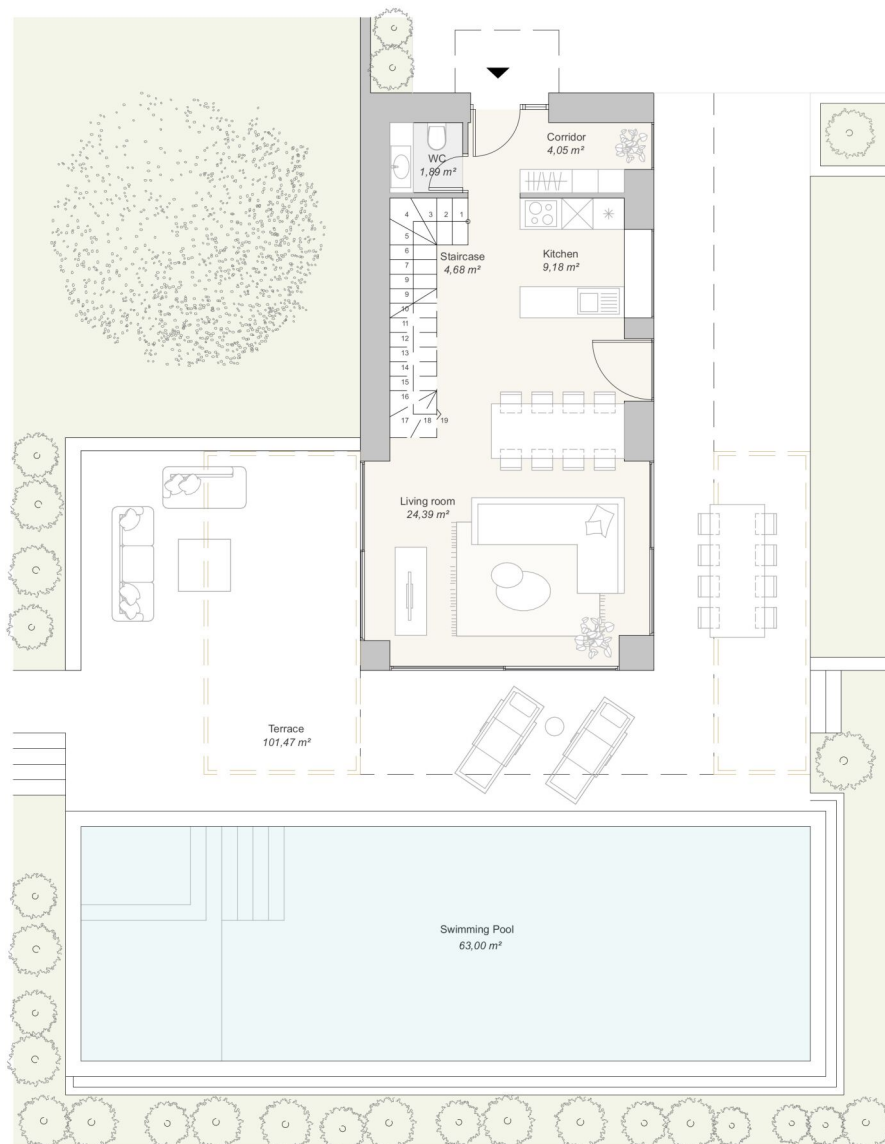 Corridor
4,05 m²
WC
1,89 m²
4 3 2 1
5
6
7
9
9
10
11
12
13
14
15
16
17 18 19
Staircase
4,68 m²
Kitchen
9,18 m²
Living room
24,39 m²
Terrace
101,47 m²
Swimming Pool
63,00 m²